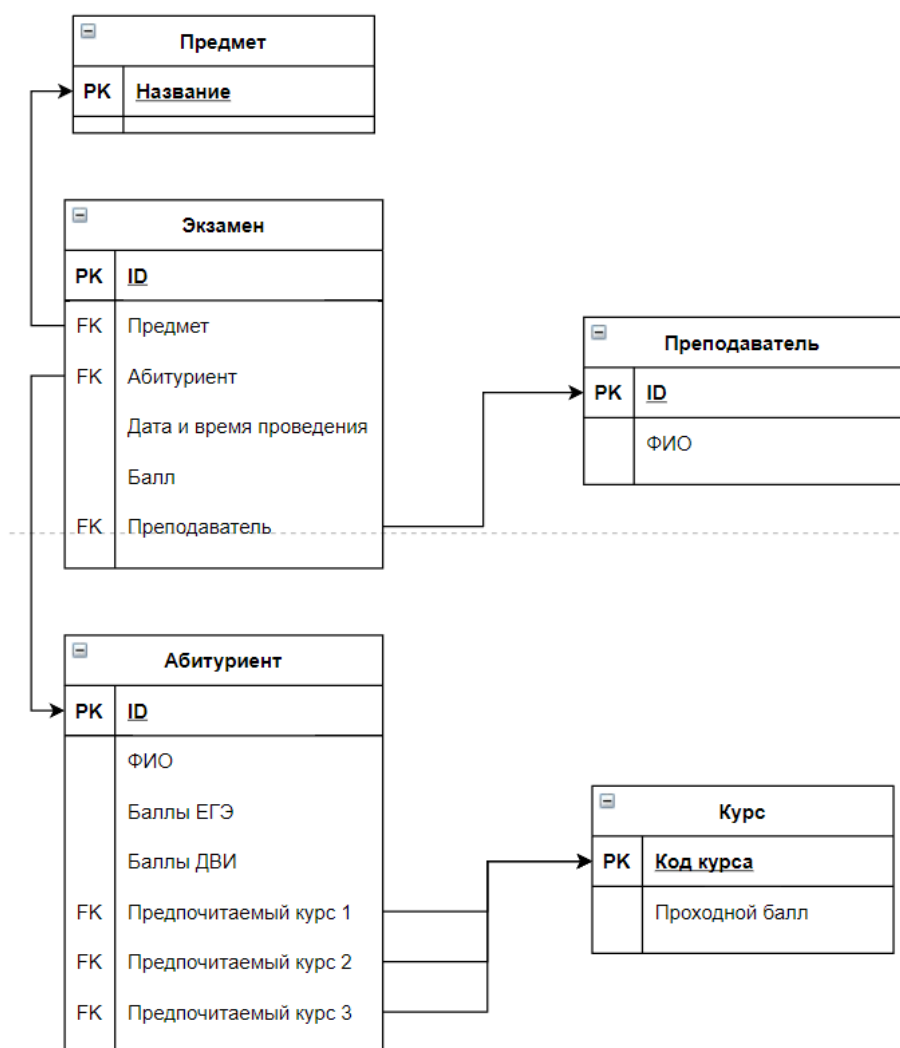 Предмет
PK Название
Экзамен
PK ID
FK Предмет
FK Абитуриент
Дата и время проведения
Балл
FK Преподаватель
Преподаватель
PK ID
ФИО
Абитуриент
PK ID
ФИО
Баллы ЕГЭ
Баллы ДВИ
FK Предпочитаемый курс 1
FK Предпочитаемый курс 2
FK Предпочитаемый курс 3
Курс
PK Код курса
Проходной балл